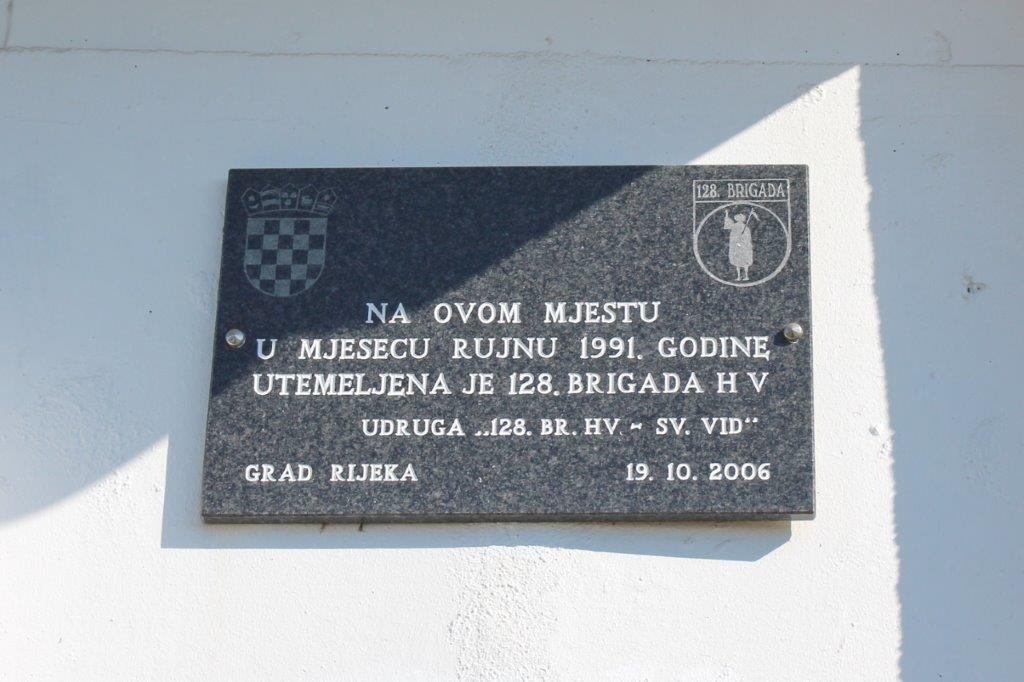 128. BRIGADA
NA OVOM MJESTU
U MJESECU RUJNU 1991. GODINE
UTEMELJENA JE 128. BRIGADA H V
UDRUGA „128. BR. HV. - SV. VID"
GRAD RIJEKA 19. 10. 2006